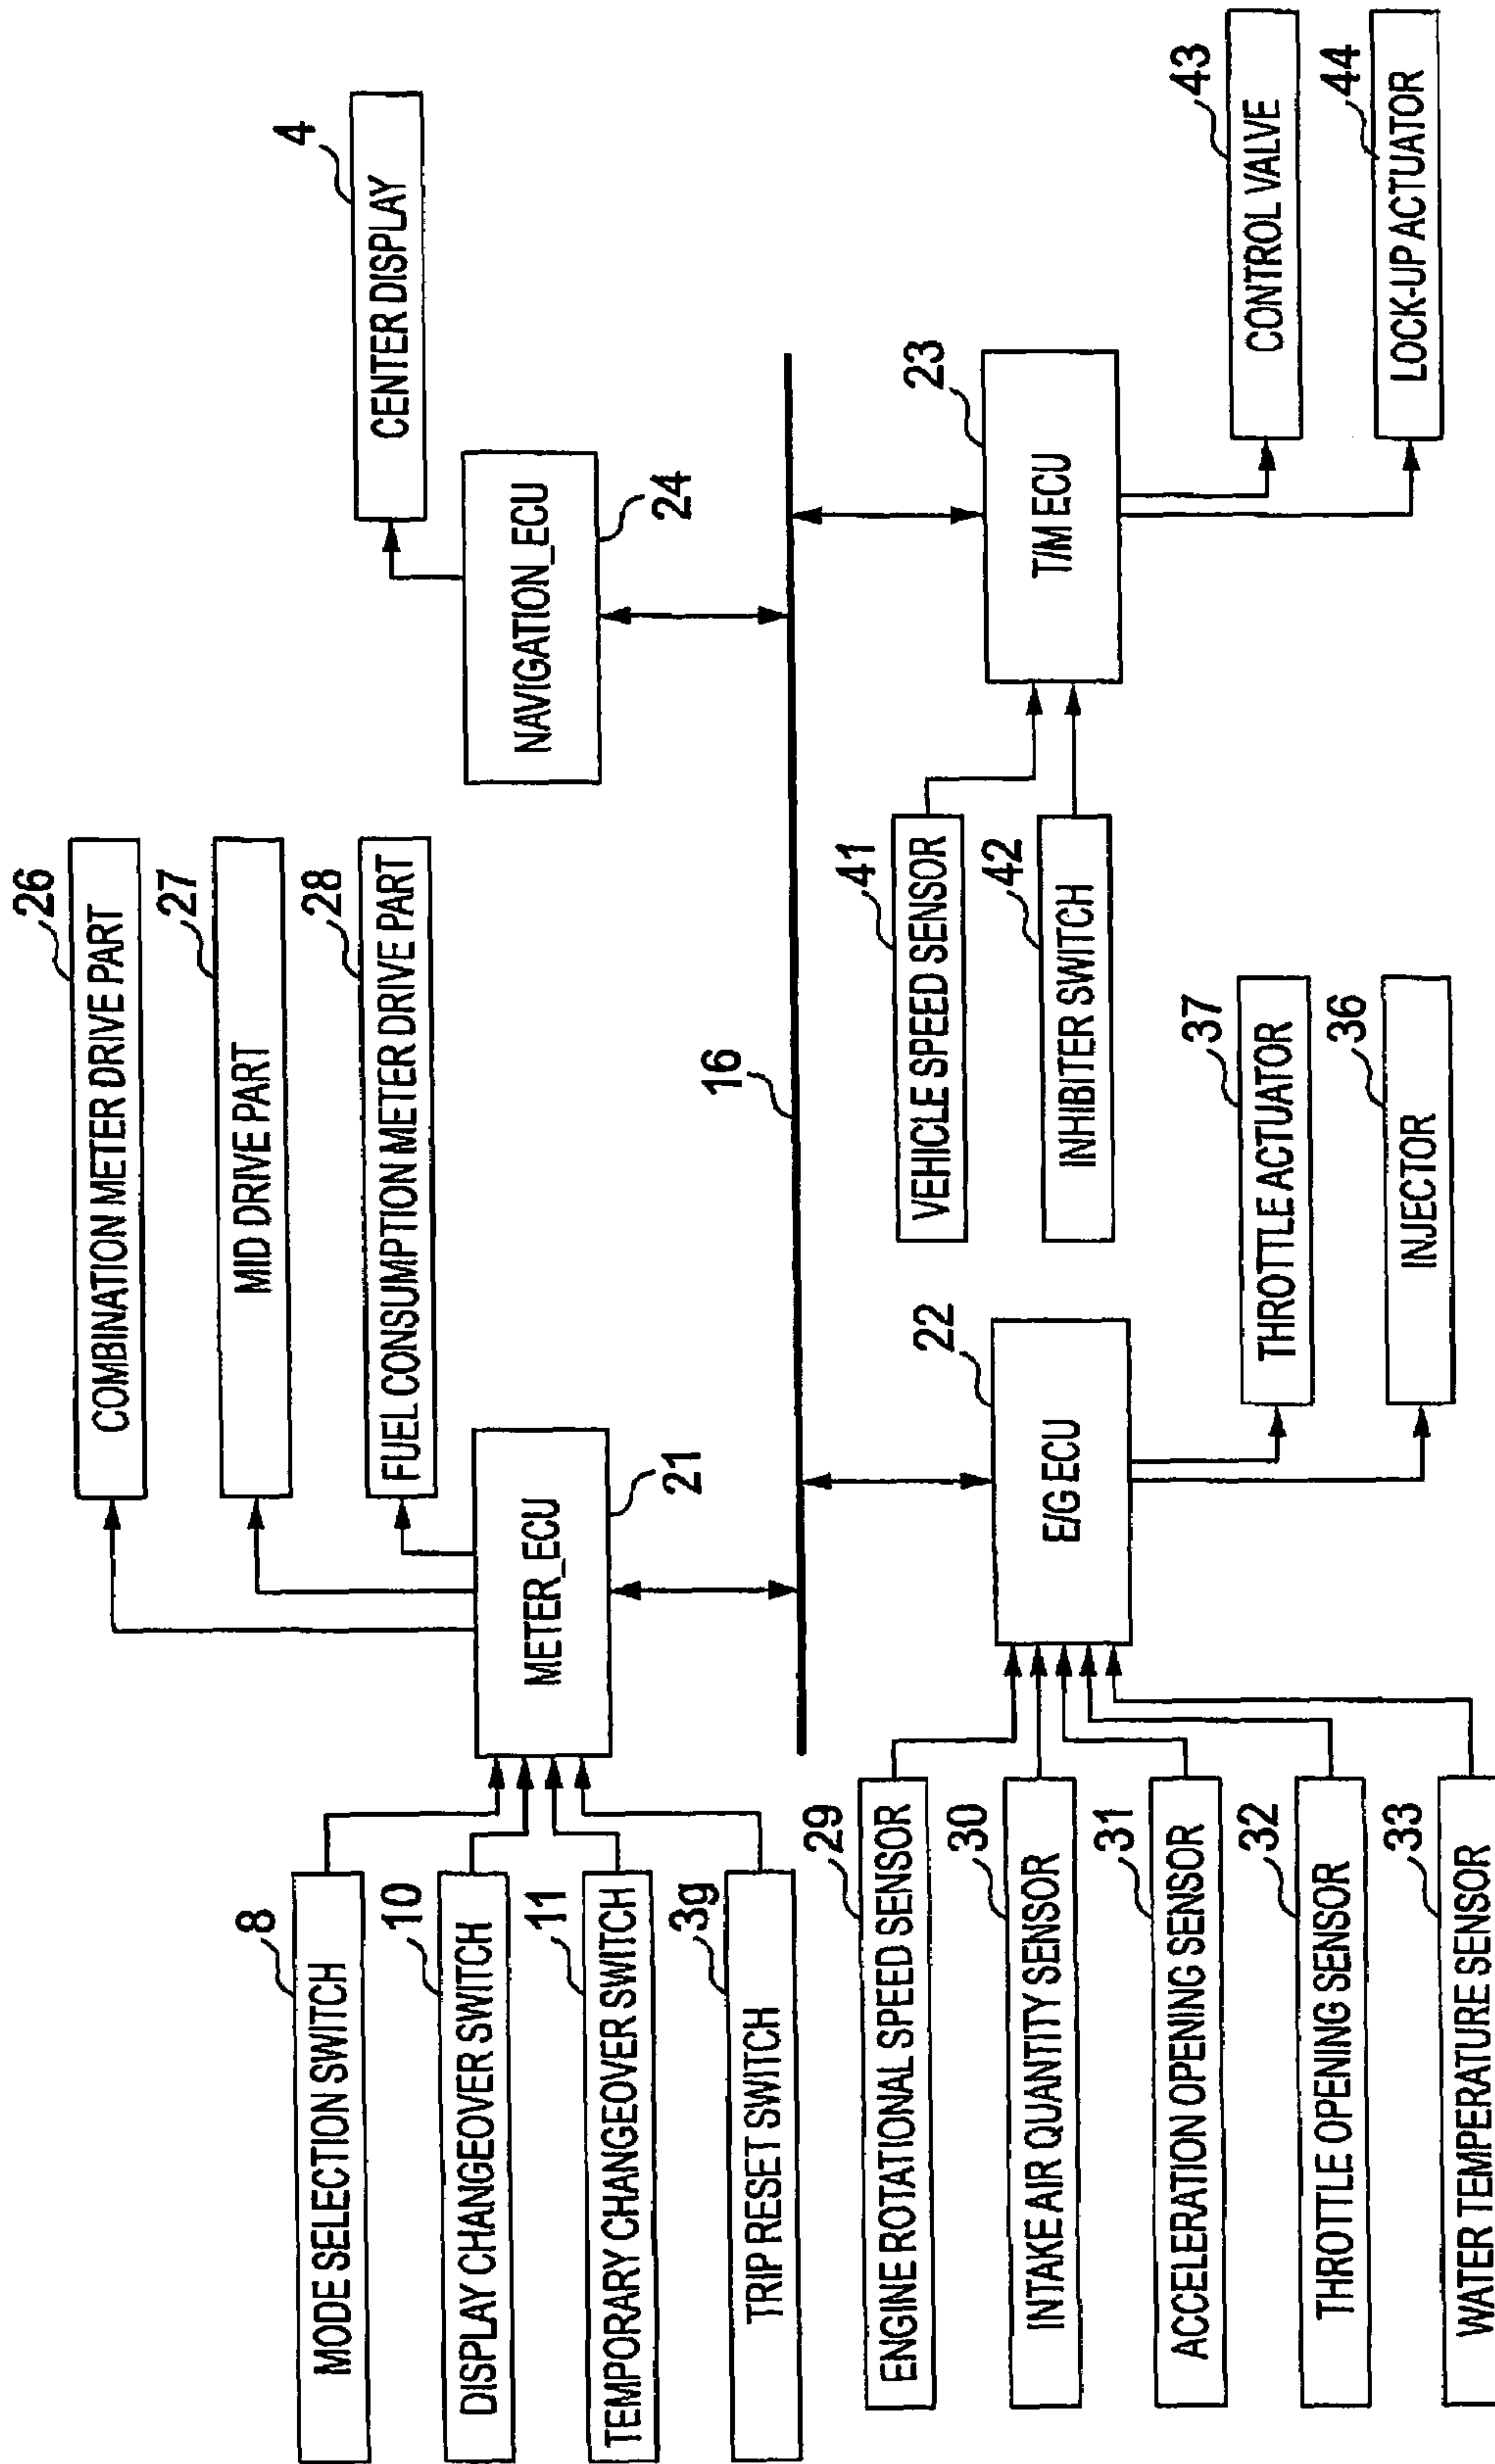 8
MODE SELECTION SWITCH
10
DISPLAY CHANGEOVER SWITCH
11
TEMPORARY CHANGEOVER SWITCH
3g
TRIP RESET SWITCH
METER_ECU
21
26
COMBINATION METER DRIVE PART
27
MID DRIVE PART
28
FUEL CONSUMPTION METER DRIVE PART
4
CENTER DISPLAY
NAVIGATION_ECU
24
16
29
ENGINE ROTATIONAL SPEED SENSOR
30
INTAKE AIR QUANTITY SENSOR
31
ACCELERATION OPENING SENSOR
32
THROTTLE OPENING SENSOR
33
WATER TEMPERATURE SENSOR
22
E/G ECU
37
THROTTLE ACTUATOR
36
INJECTOR
41
VEHICLE SPEED SENSOR
42
INHIBITER SWITCH
23
T/M ECU
43
CONTROL VALVE
44
LOCK-UP ACTUATOR